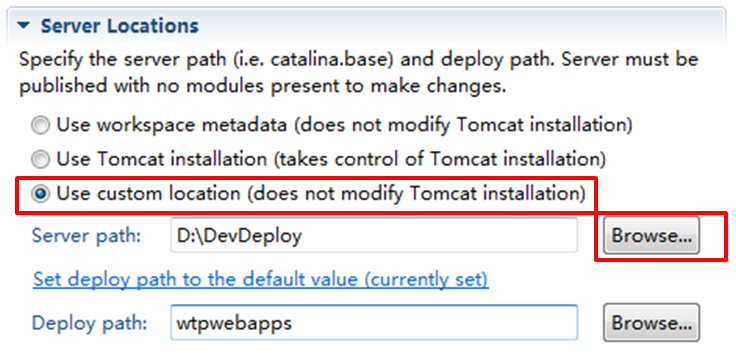 Server Locations
Specify the server path (i.e. catalina.base) and deploy path. Server must be
published with no modules present to make changes.
Use workspace metadata (does not modify Tomcat installation)
Use Tomcat installation (takes control of Tomcat installation)
Use custom location (does not modify Tomcat installation)
Server path: D:\DevDeploy Browse...
Set deploy path to the default value (currently set)
Deploy path: wtpwebapps Browse...